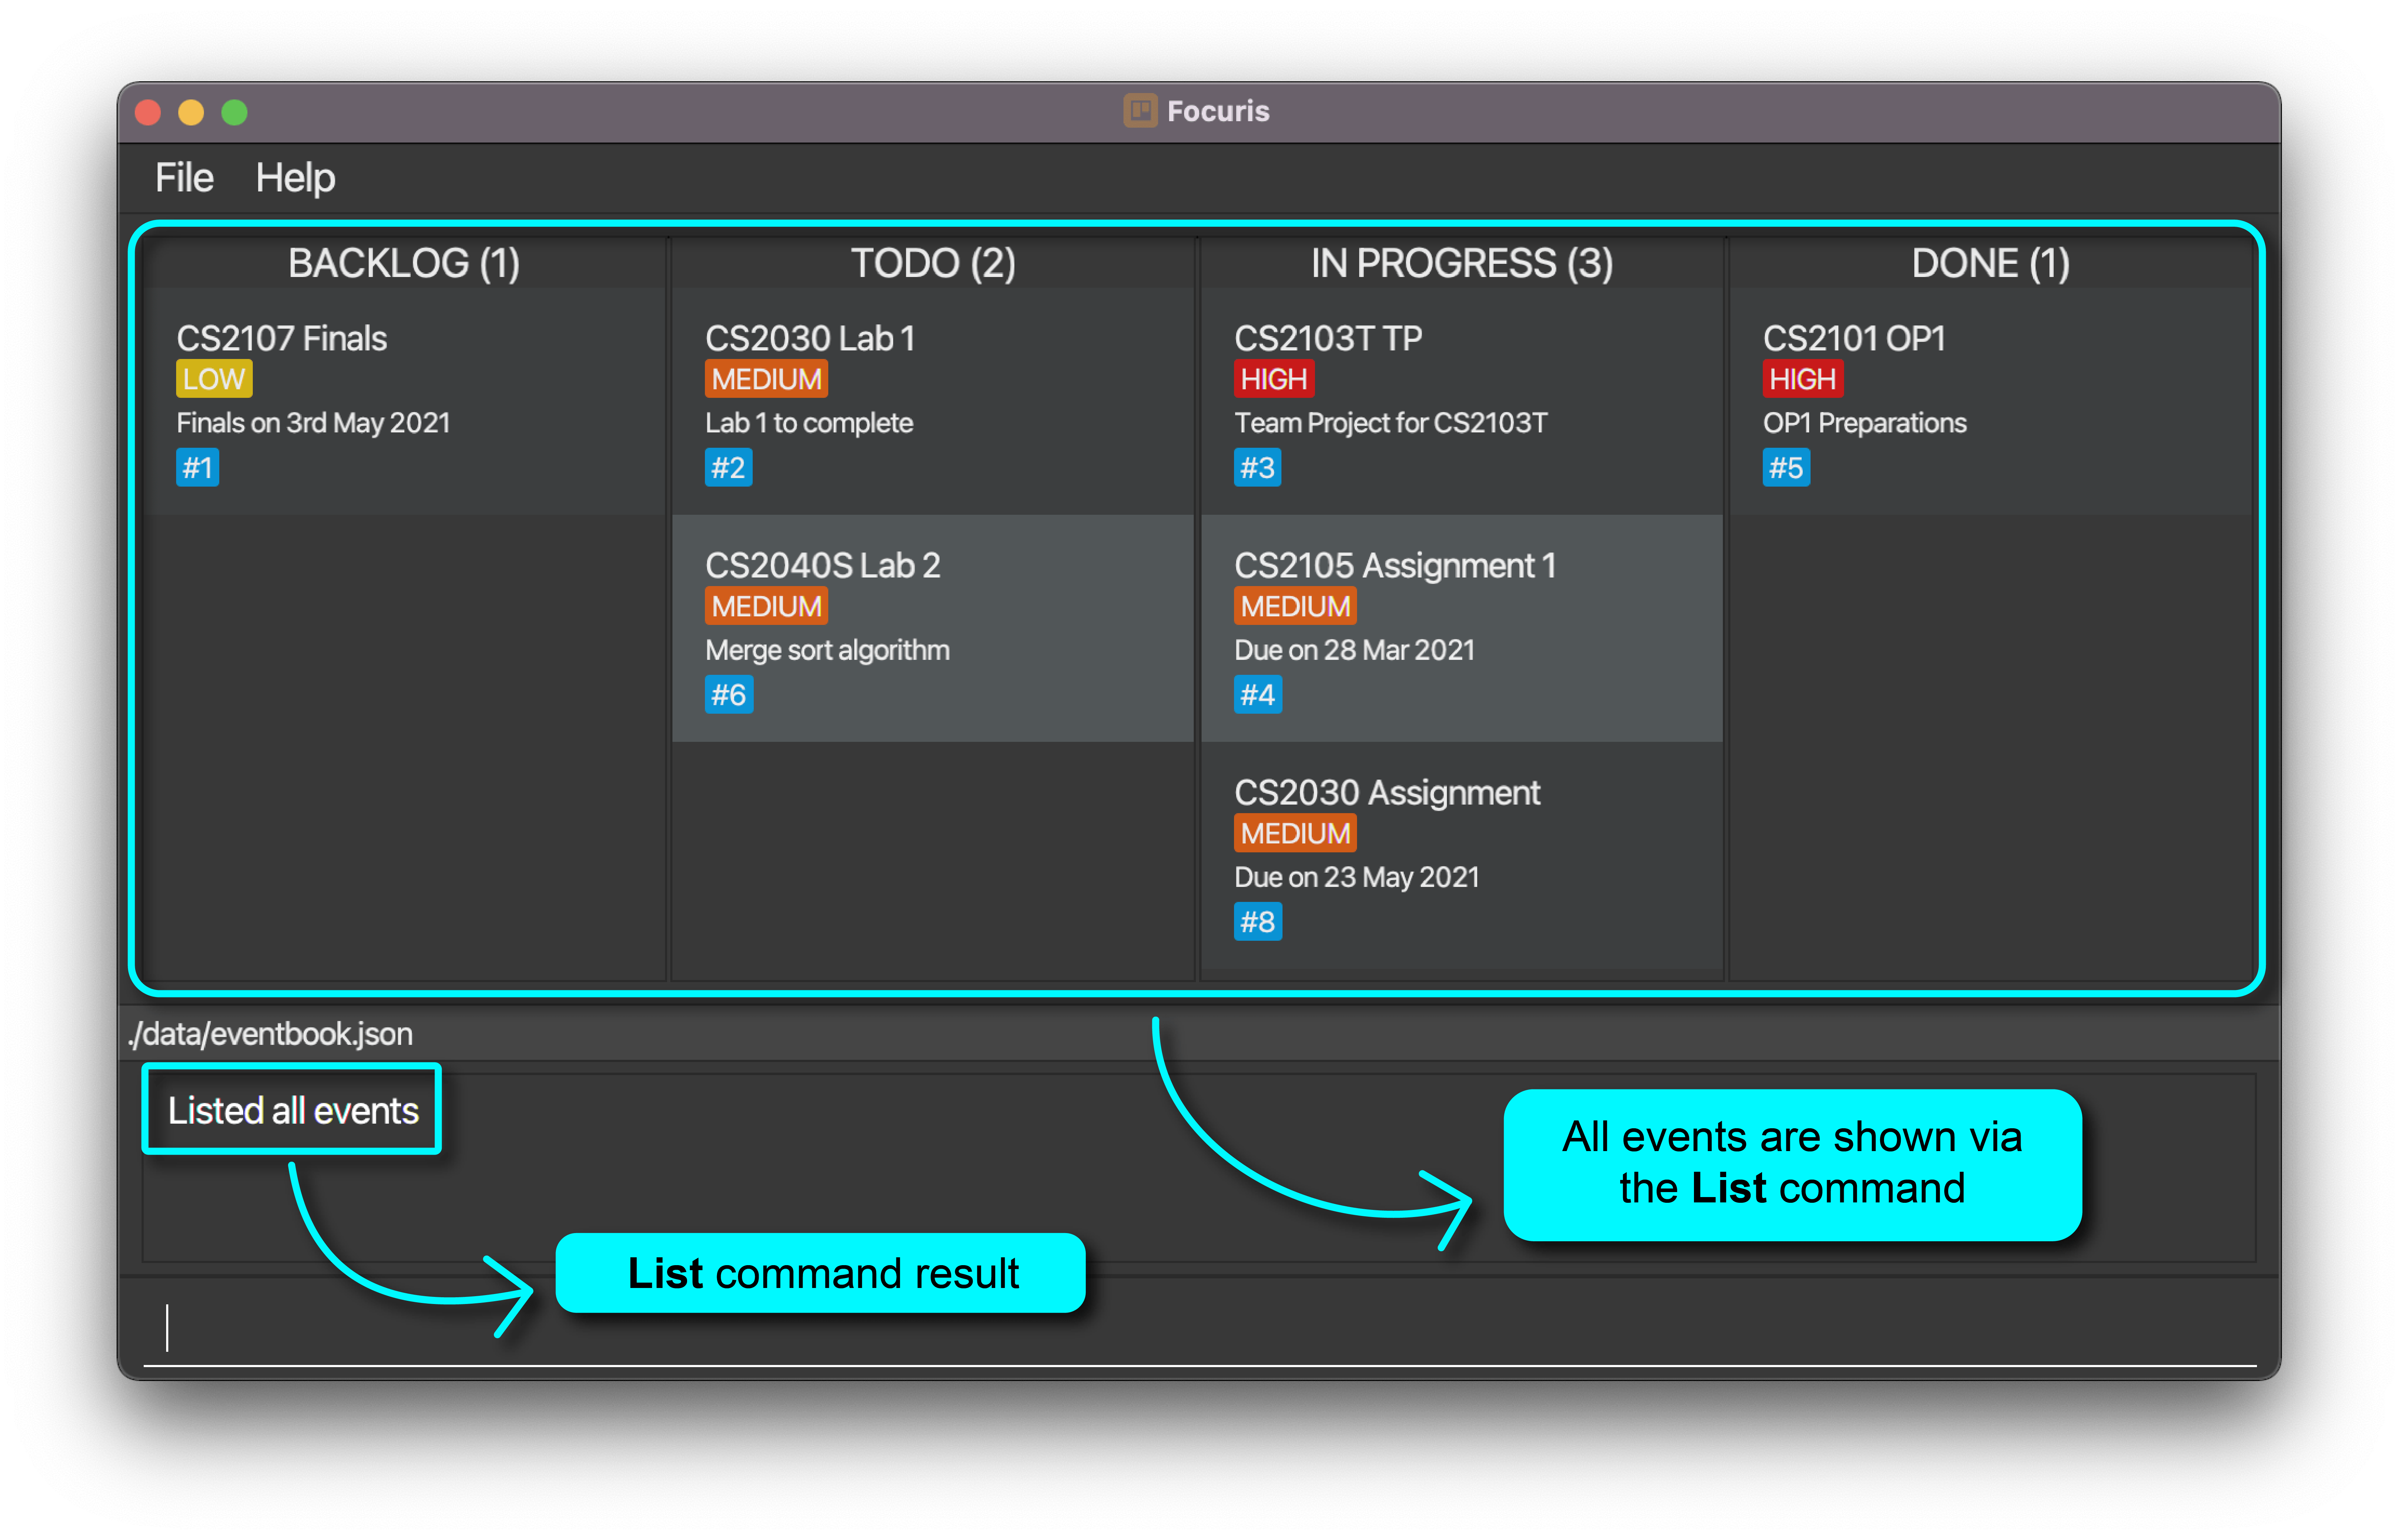 Focuris
File Help
BACKLOG (1)
CS2107 Finals
LOW
Finals on 3rd May 2021
#1
TODO (2)
CS2030 Lab 1
MEDIUM
Lab 1 to complete
#2
CS2040S Lab 2
MEDIUM
Merge sort algorithm
#6
IN PROGRESS (3)
CS2103T TP
HIGH
Team Project for CS2103T
#3
CS2105 Assignment 1
MEDIUM
Due on 28 Mar 2021
#4
CS2030 Assignment
MEDIUM
Due on 23 May 2021
#8
DONE (1)
CS2101 OP1
HIGH
OP1 Preparations
#5
./data/eventbook.json
Listed all events
All events are shown via
the List command
List command result